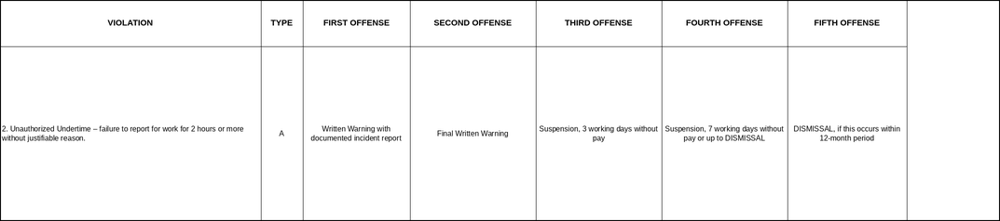 VIOLATION TYPE FIRST OFFENSE SECOND OFFENSE THIRD OFFENSE FOURTH OFFENSE FIFTH OFFENSE
2. Unauthorized Undertime – failure to report for work for 2 hours or more
without justifiable reason.
A
Written Warning with
documented incident report
Final Written Warning
Suspension, 3 working days without
pay
Suspension, 7 working days without
pay or up to DISMISSAL
DISMISSAL, if this occurs within
12-month period